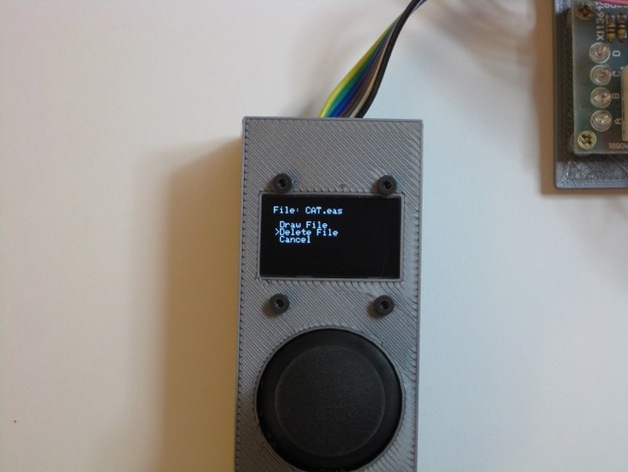 File: CAT.eas
Draw File
>Delete File
Cancel
D
C
B
A